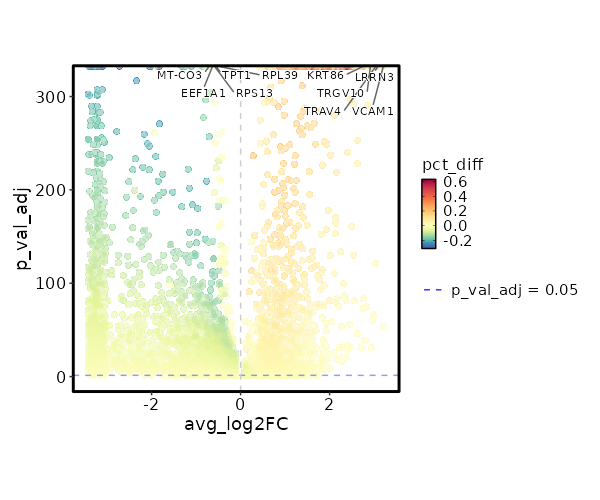 MT-CO3 TPT1 RPL39 KRT86 LRRN3
EEF1A1 RPS13 TRGV10
TRAV4 VCAM1
300
200
100
0
p_val_adj
-2 0 2
avg_log2FC
pct_diff
0.6
0.4
0.2
0.0
-0.2
p_val_adj = 0.05